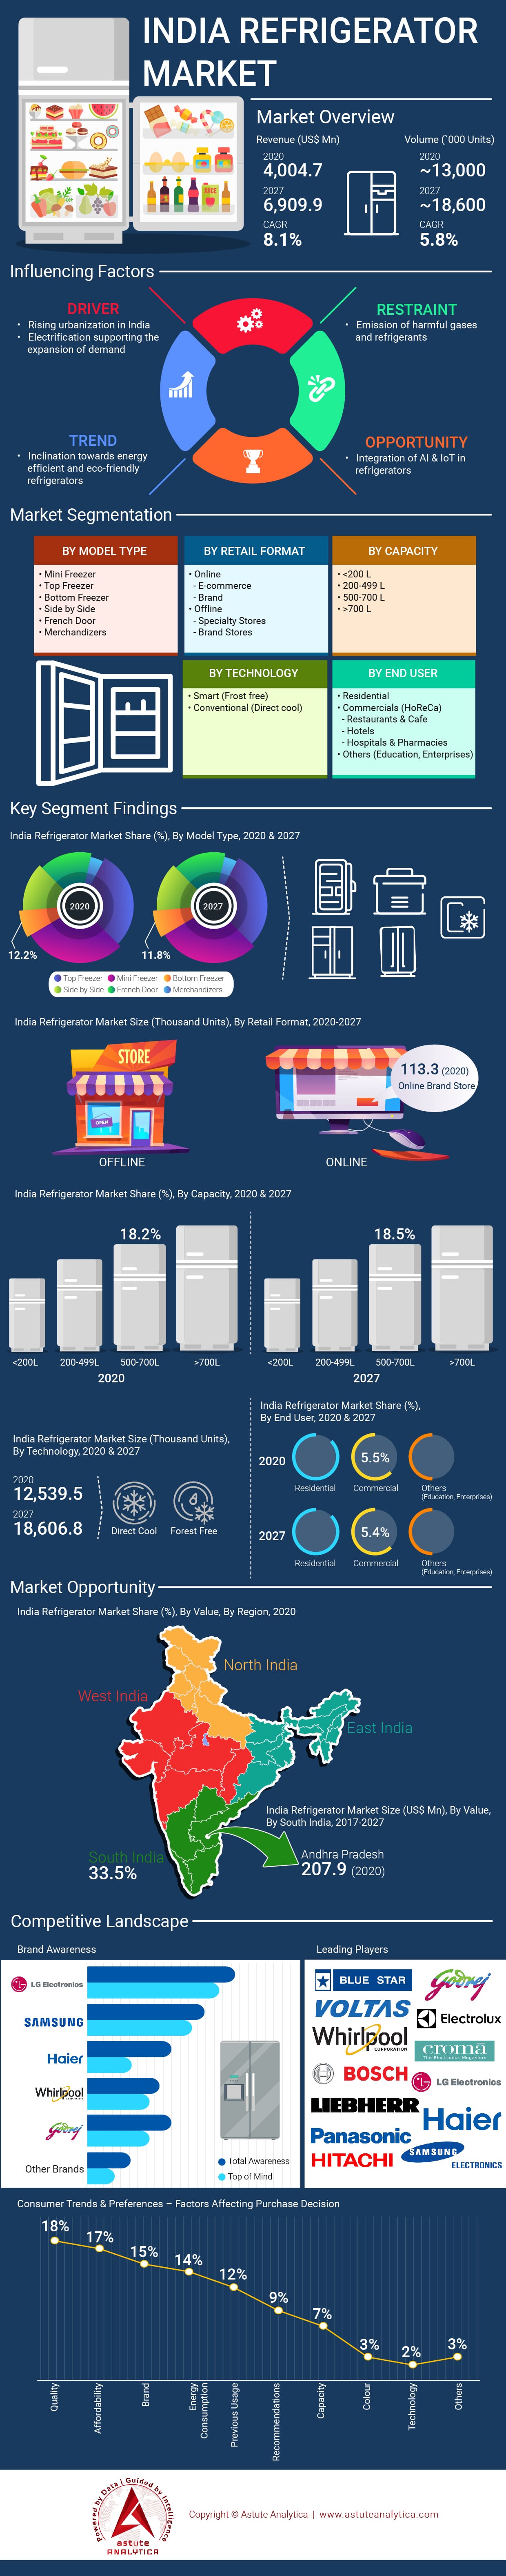 INDIA REFRIGERATOR
MARKET
Market Overview
Revenue (US$ Mn)
2020
4,004.7
2027
6,909.9
CAGR
8.1%
Volume (`000 Units)
2020
~13,000
2027
~18,600
CAGR
5.8%
JUICE
Influencing Factors
DRIVER
• Rising urbanization in India
• Electrification supporting the
expansion of demand
RESTRAINT
• Emission of harmful gases
and refrigerants
TREND
• Inclination towards energy
efficient and eco-friendly
refrigerators
OPPORTUNITY
• Integration of AI & IoT in
refrigerators
Market Segmentation
BY MODEL TYPE
• Mini Freezer
• Top Freezer
• Bottom Freezer
• Side by Side
• French Door
• Merchandizers
BY RETAIL FORMAT
• Online
- E-commerce
- Brand
• Offline
- Specialty Stores
- Brand Stores
BY CAPACITY
• <200 L
• 200-499 L
• 500-700 L
• >700 L
BY TECHNOLOGY
• Smart (Frost free)
• Conventional (Direct cool)
BY END USER
• Residential
• Commercials (HoReCa)
- Restaurants & Cafe
- Hotels
- Hospitals & Pharmacies
• Others (Education, Enterprises)
Key Segment Findings
India Refrigerator Market Share (%), By Model Type, 2020 & 2027
2020
12.2%
2027
11.8%
Top Freezer Mini Freezer Bottom Freezer
Side by Side French Door Merchandizers
India Refrigerator Market Size (Thousand Units), By Retail Format, 2020-2027
STORE
OPEN
OFFLINE
113.3 (2020)
Online Brand Store
ONLINE
India Refrigerator Market Share (%), By Capacity, 2020 & 2027
18.2%
<200L 200-499L 500-700L >700L
2020
18.5%
<200L 200-499L 500-700L >700L
2027
India Refrigerator Market Size (Thousand Units),
By Technology, 2020 & 2027
2020
12,539.5
2027
18,606.8
Direct Cool
Forest Free
India Refrigerator Market Share (%),
By End User, 2020 & 2027
2020
5.5%
Residential
Commercial
Others
(Education, Enterprises)
2027
5.4%
Residential
Commercial
Others
(Education, Enterprises)
Market Opportunity
India Refrigerator Market Share (%), By Value, By Region, 2020
North India
West India
East India
South India
33.5%
India Refrigerator Market Size (US$ Mn), By Value,
By South India, 2017-2027
Andhra Pradesh
207.9 (2020)
Competitive Landscape
Brand Awareness
LG Electronics
SAMSUNG
Haier
Whirlpool
Godrej
Other Brands
Total Awareness
Top of Mind
Leading Players
BLUE STAR
Godrej
VOLTAS
Electrolux
Whirlpool
CORPORATION
cromā
The Electronics Megastore
BOSCH
LG Electronics
LIEBHERR
Haier
Panasonic
SAMSUNG
ELECTRONICS
HITACHI
Consumer Trends & Preferences – Factors Affecting Purchase Decision
18%
17%
15%
14%
12%
9%
7%
3%
2%
3%
Quality
Affordability
Brand
Energy
Consumption
Previous Usage
Recommendations
Capacity
Colour
Technology
Others
Powered by Data | Guided by Intelligence
astute
ANALYTICA
Copyright © Astute Analytica | www.astuteanalytica.com